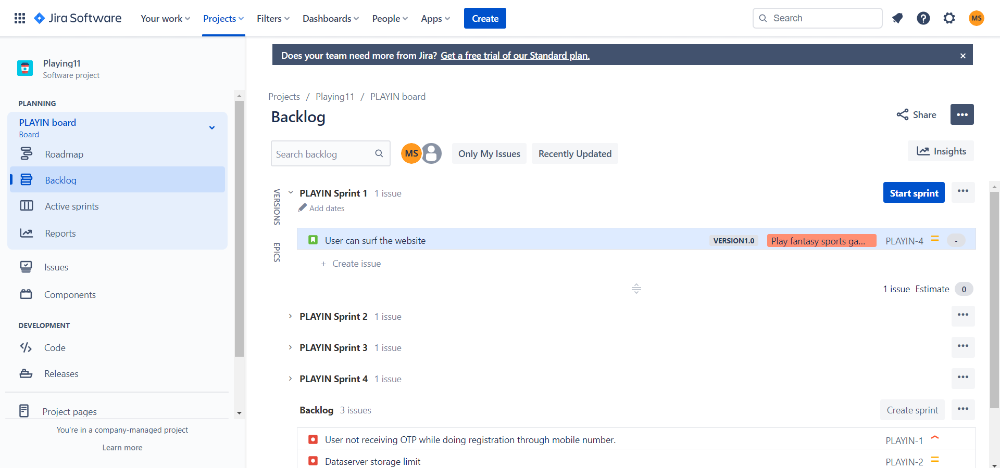 Jira Software
Your work
Projects
Filters
Dashboards
People
Apps
Create
Search
MS
Playing11
Software project
PLANNING
PLAYIN board
Board
Roadmap
Backlog
Active sprints
Reports
Issues
Components
DEVELOPMENT
Code
Releases
Project pages
You're in a company-managed project
Learn more
Does your team need more from Jira? Get a free trial of our Standard plan.
Projects / Playing11 / PLAYIN board
Backlog
Share
Search backlog
MS
Only My Issues
Recently Updated
Insights
VERSIONS
EPICS
PLAYIN Sprint 1 1 issue
Start sprint
Add dates
User can surf the website VERSION1.0 Play fantasy sports ga... PLAYIN-4 -
+ Create issue
1 issue Estimate 0
PLAYIN Sprint 2 1 issue
PLAYIN Sprint 3 1 issue
PLAYIN Sprint 4 1 issue
Backlog 3 issues
Create sprint
User not receiving OTP while doing registration through mobile number. PLAYIN-1
Dataserver storage limit PLAYIN-2